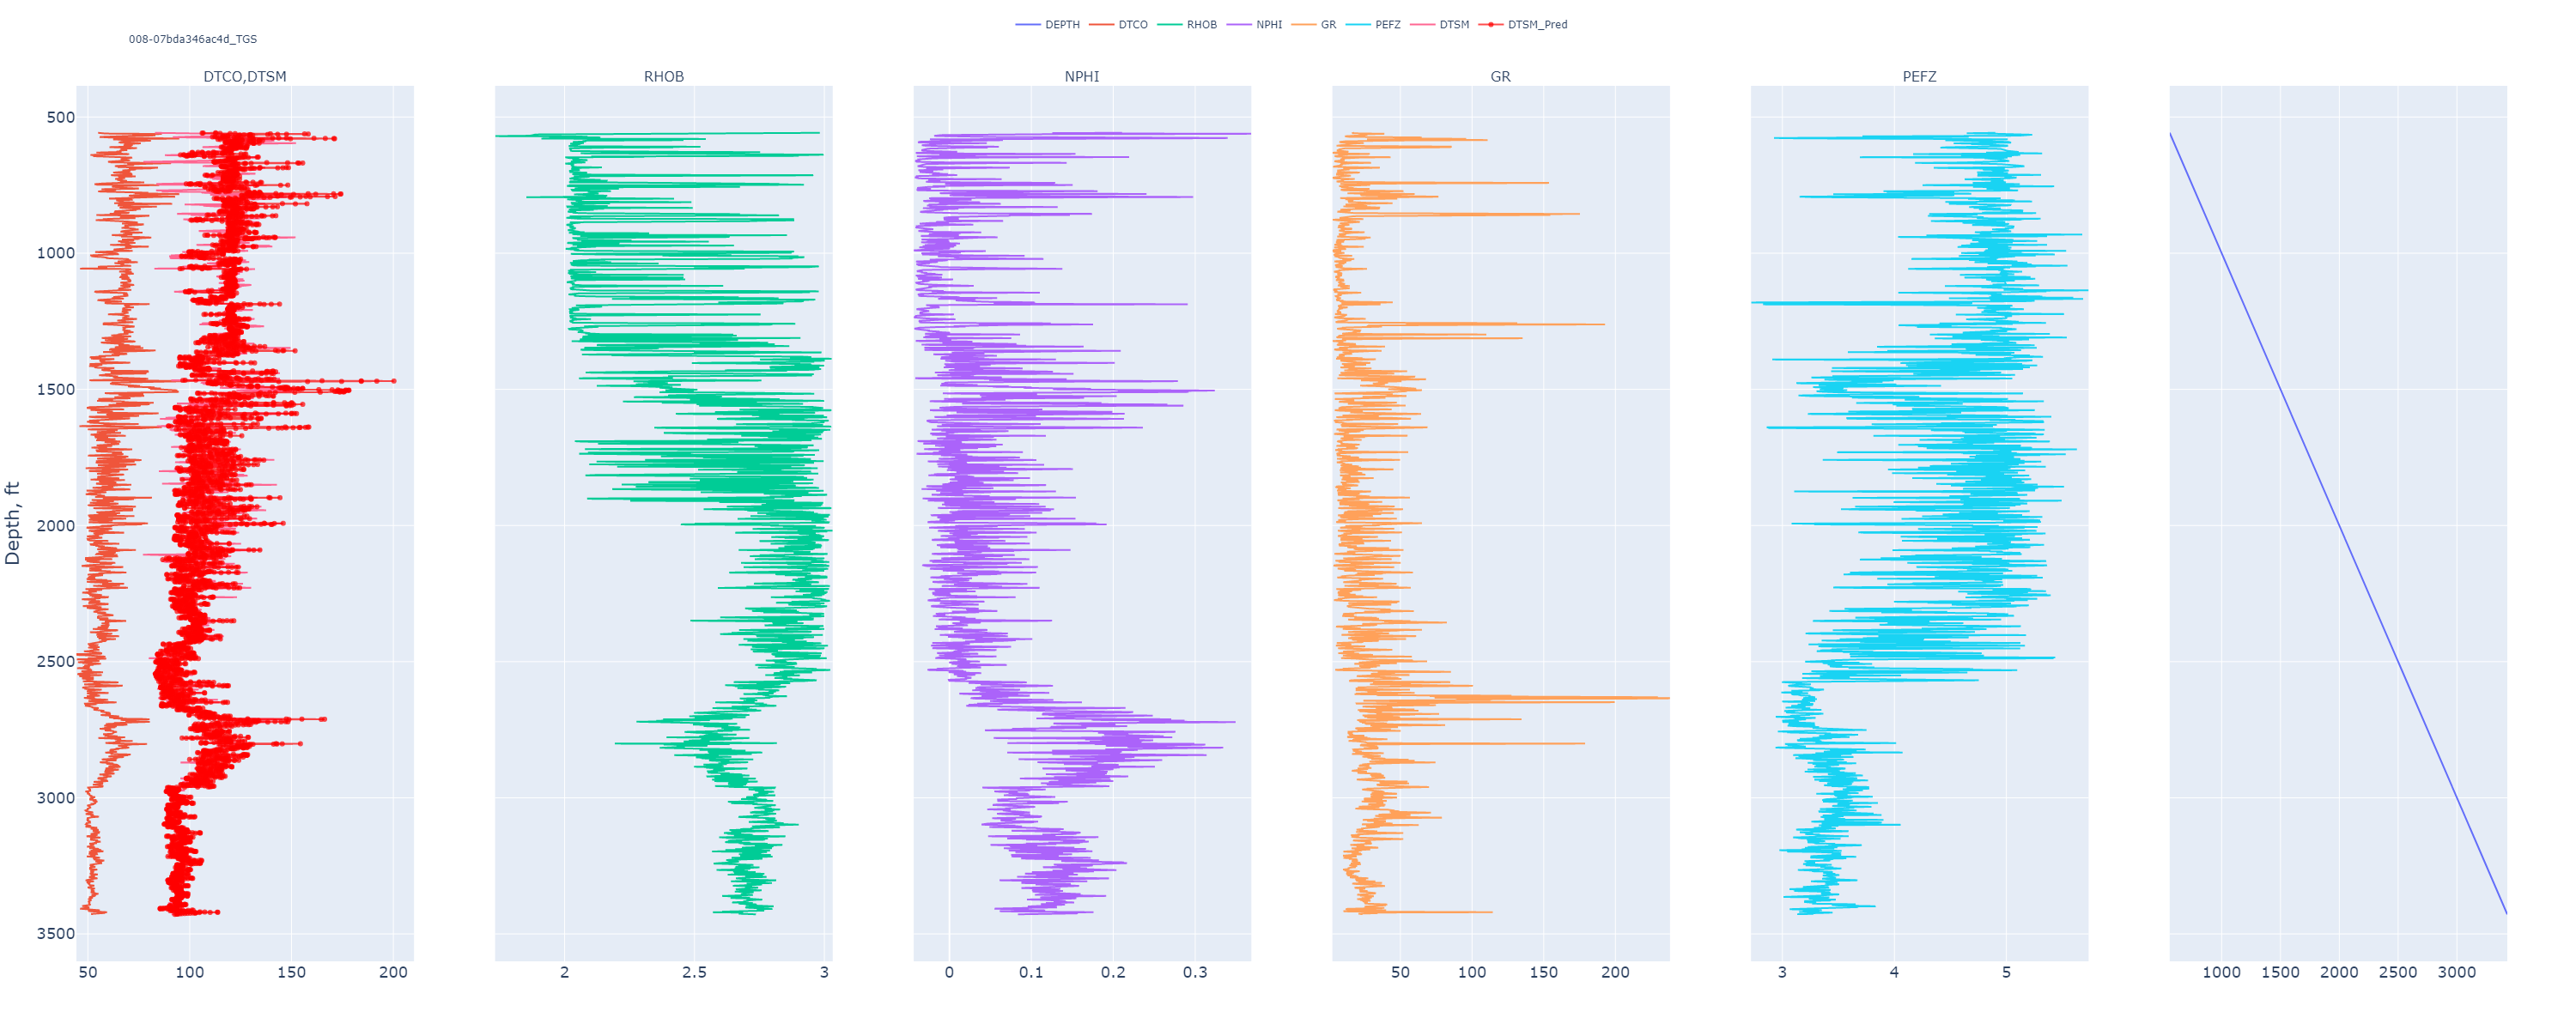 DEPTH DTCO RHOB NPHI GR PEFZ DTSM DTSM_Pred
008-07bda346ac4d_TGS
DTCO,DTSM RHOB NPHI GR PEFZ
Depth, ft
500
1000
1500
2000
2500
3000
3500
50 100 150 200 2 2.5 3 0 0.1 0.2 0.3 50 100 150 200 3 4 5 1000 1500 2000 2500 3000